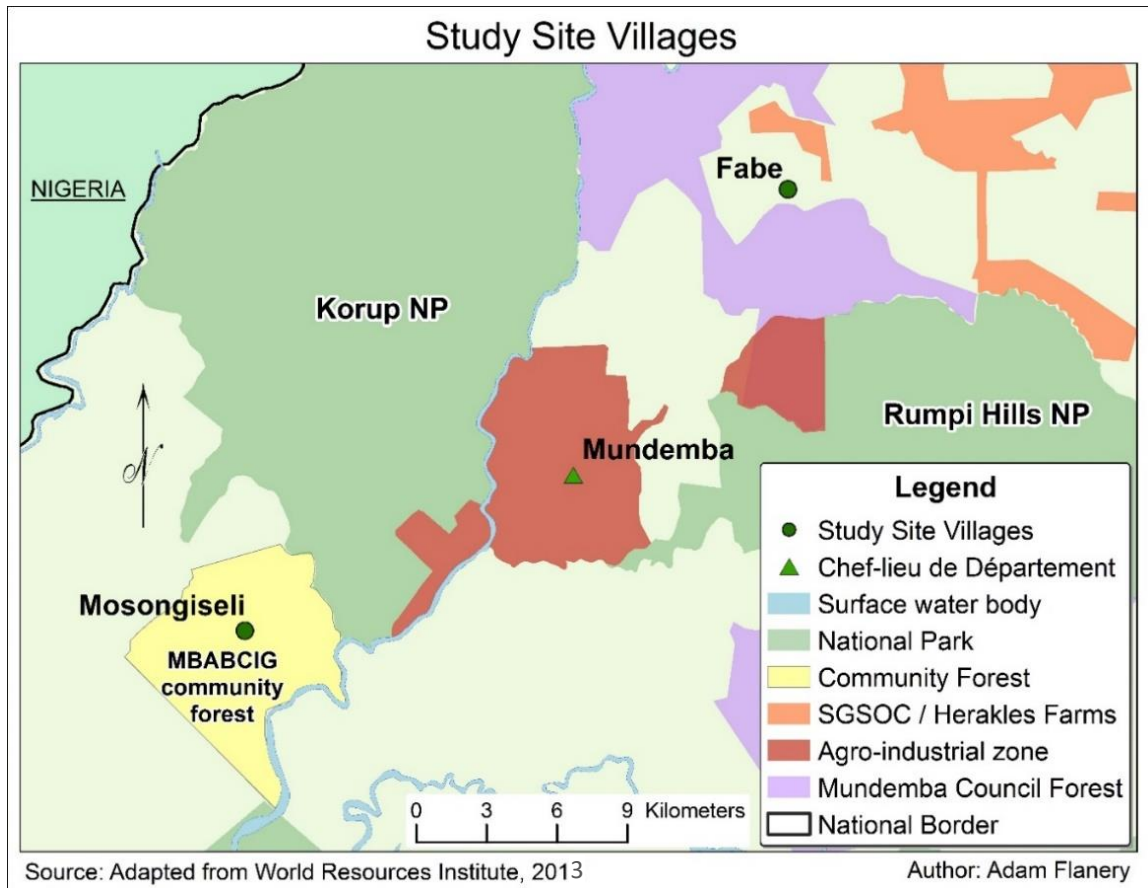 Study Site Villages
NIGERIA
Fabe
Korup NP
Rumpi Hills NP
Mundemba
N
Mosongiseli
MBABCIG
community
forest
Legend
Study Site Villages
Chef-lieu de Département
Surface water body
National Park
Community Forest
SGSOC / Herakles Farms
Agro-industrial zone
Mundemba Council Forest
National Border
0 3 6 9 Kilometers
Source: Adapted from World Resources Institute, 2013
Author: Adam Flanery